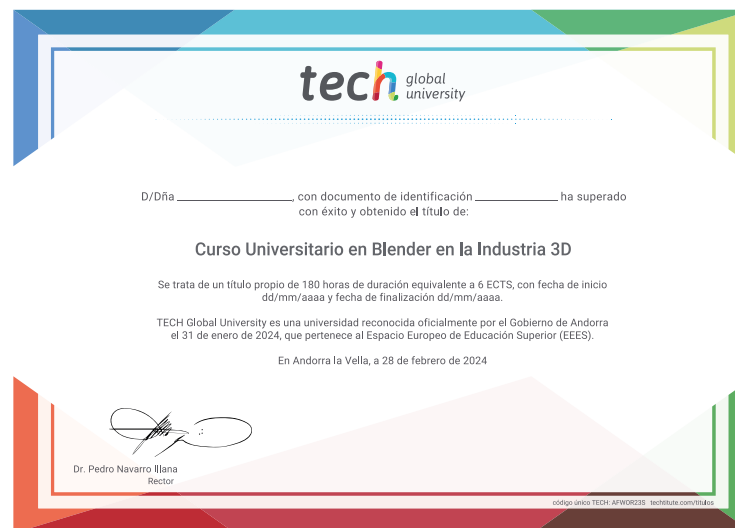 tech global
university
D/Dña ____________, con documento de identificación ____________ ha superado
con éxito y obtenido el título de:
Curso Universitario en Blender en la Industria 3D
Se trata de un título propio de 180 horas de duración equivalente a 6 ECTS, con fecha de inicio
dd/mm/aaaa y fecha de finalización dd/mm/aaaa.
TECH Global University es una universidad reconocida oficialmente por el Gobierno de Andorra
el 31 de enero de 2024, que pertenece al Espacio Europeo de Educación Superior (EEES).
En Andorra la Vella, a 28 de febrero de 2024
Dr. Pedro Navarro Illana
Rector
código único TECH: AFWOR235 techtitute.com/titulos